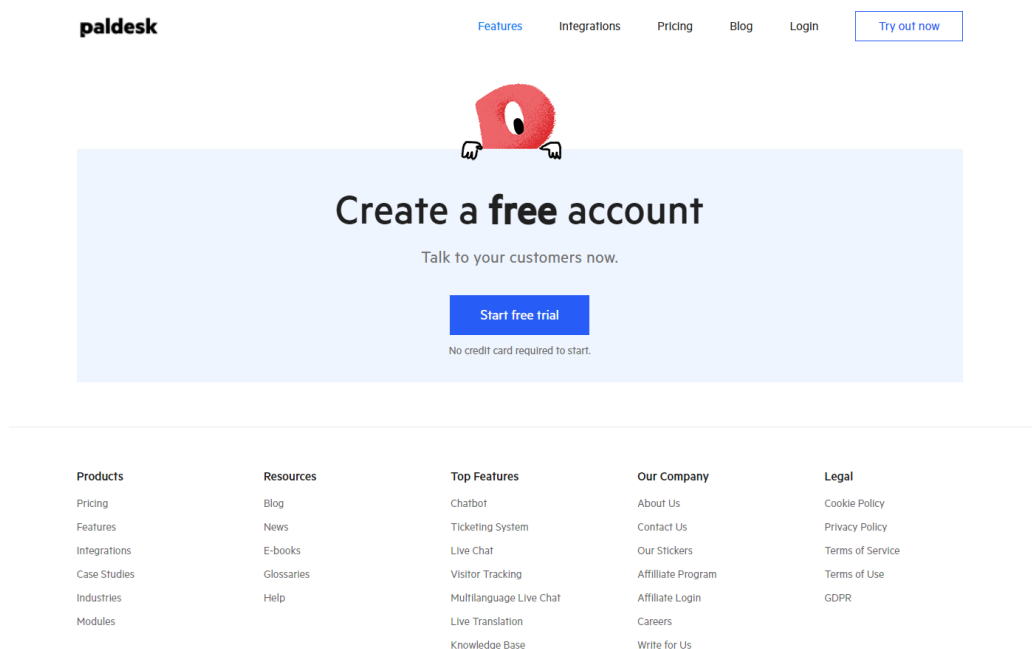 paldesk
Features Integrations Pricing Blog Login Try out now
Create a free account
Talk to your customers now.
Start free trial
No credit card required to start.
Products
Pricing
Features
Integrations
Case Studies
Industries
Modules
Resources
Blog
News
E-books
Glossaries
Help
Top Features
Chatbot
Ticketing System
Live Chat
Visitor Tracking
Multilanguage Live Chat
Live Translation
Knowledge Base
Our Company
About Us
Contact Us
Our Stickers
Affilliate Program
Affiliate Login
Careers
Write for Us
Legal
Cookie Policy
Privacy Policy
Terms of Service
Terms of Use
GDPR